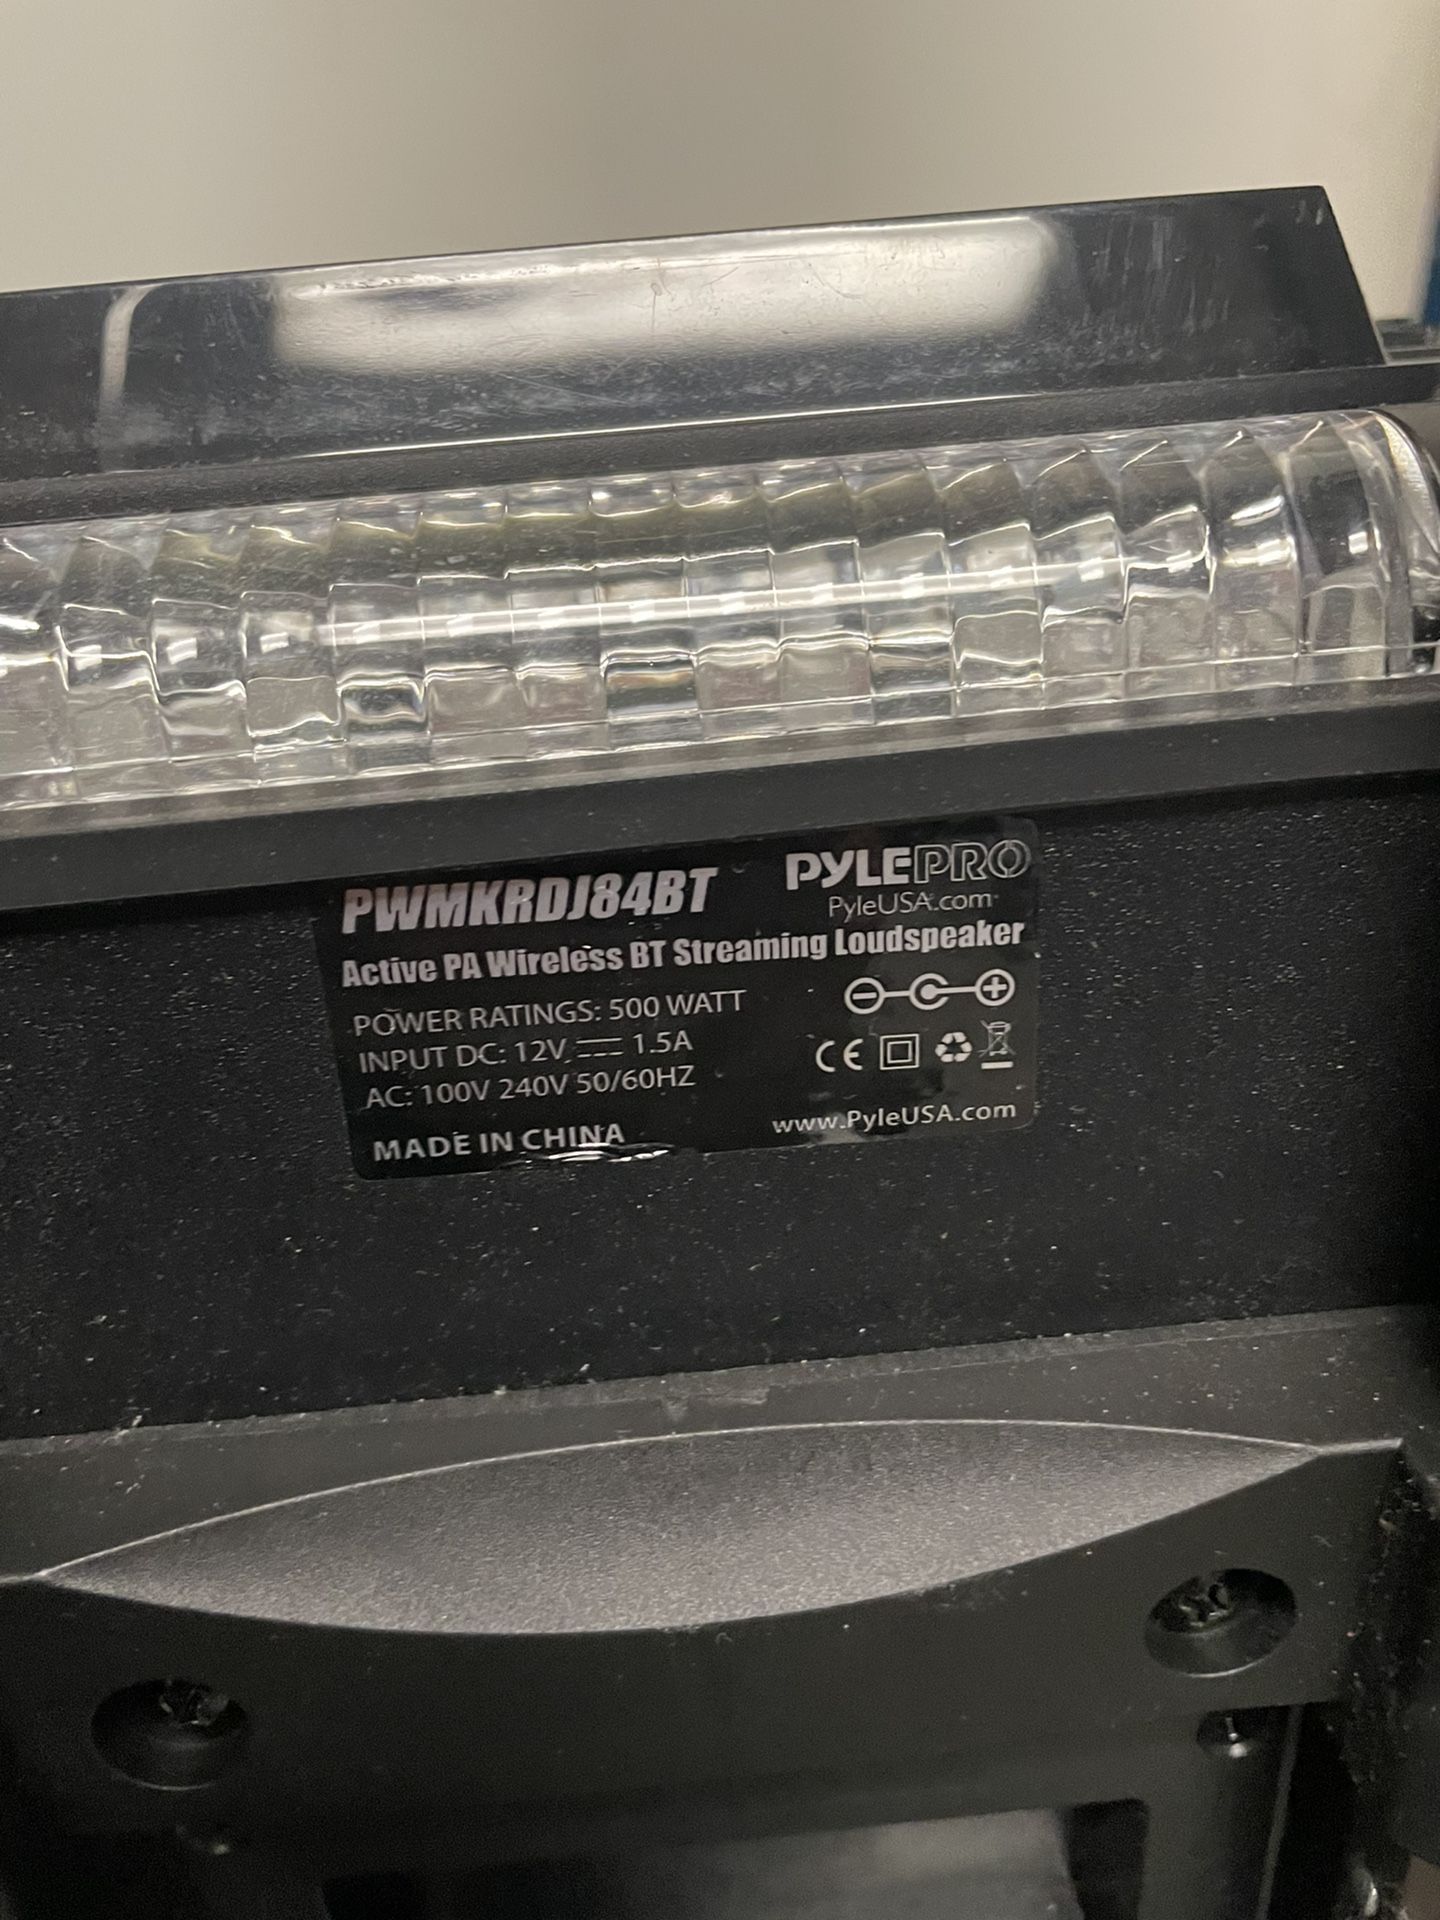 PWMKRDJ84BT
PYLEPRO
PyleUSA.com
Active PA Wireless BT Streaming Loudspeaker
POWER RATINGS: 500 WATT
INPUT DC: 12V ⎓ 1.5A
AC: 100V 240V 50/60HZ
CE
MADE IN CHINA
www.PyleUSA.com